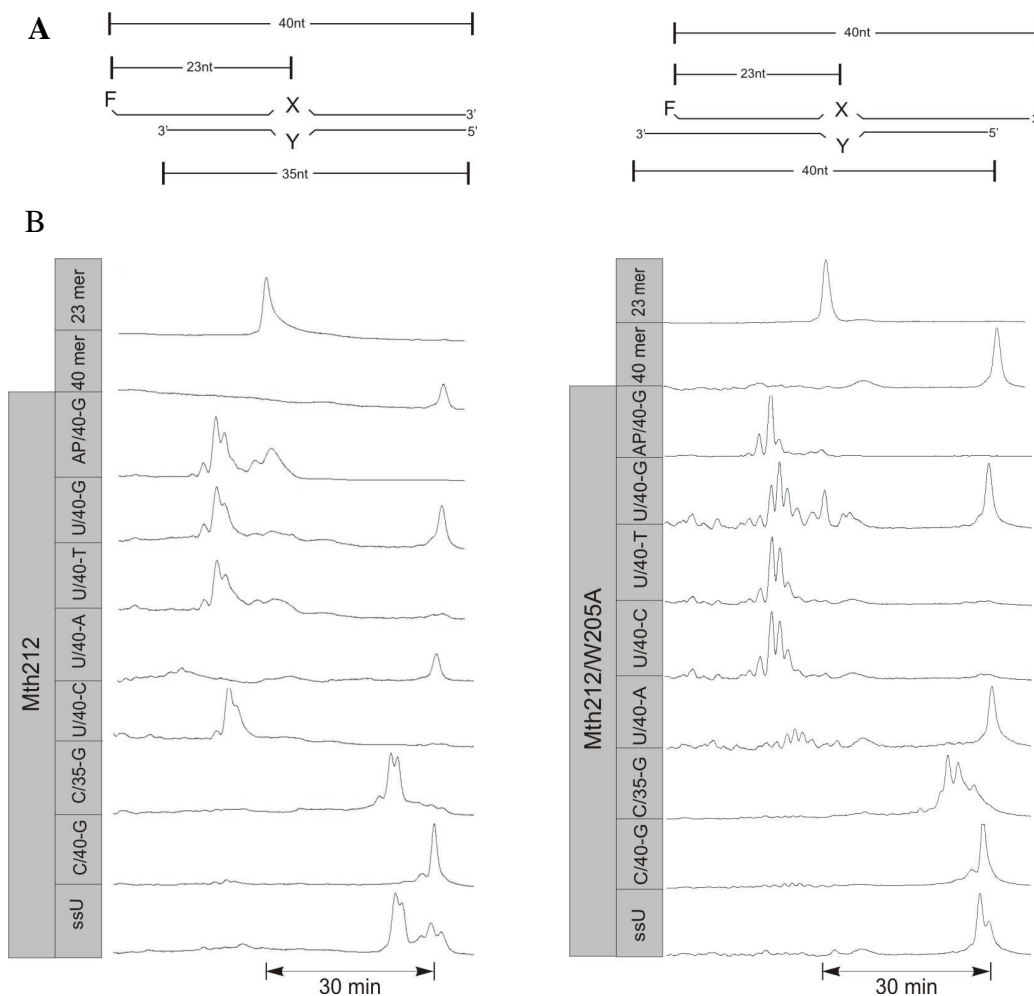 A
40nt
23nt
F
X
3'
3'
Y
5'
35nt
40nt
23nt
F
X
3'
Y
5'
40nt
B
23 mer
40 mer
Mth212
AP/40-G
U/40-G
U/40-T
U/40-A
U/40-C
C/35-G
C/40-G
ssU
30 min
23 mer
40 mer
Mth212/W205A
AP/40-G
U/40-G
U/40-T
U/40-C
U/40-A
C/35-G
C/40-G
ssU
30 min